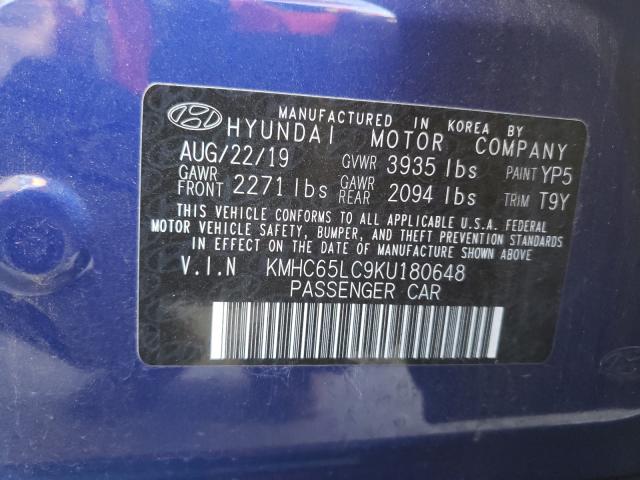 MANUFACTURED IN KOREA BY
HYUNDAI MOTOR COMPANY
AUG/22/19 GVWR 3935 lbs PAINT YP5
GAWR FRONT 2271 lbs GAWR REAR 2094 lbs TRIM T9Y
THIS VEHICLE CONFORMS TO ALL APPLICABLE U.S.A. FEDERAL
MOTOR VEHICLE SAFETY, BUMPER, AND THEFT PREVENTION STANDARDS
IN EFFECT ON THE DATE OF MANUFACTURE SHOWN ABOVE.
V.I.N KMHC65LC9KU180648
PASSENGER CAR